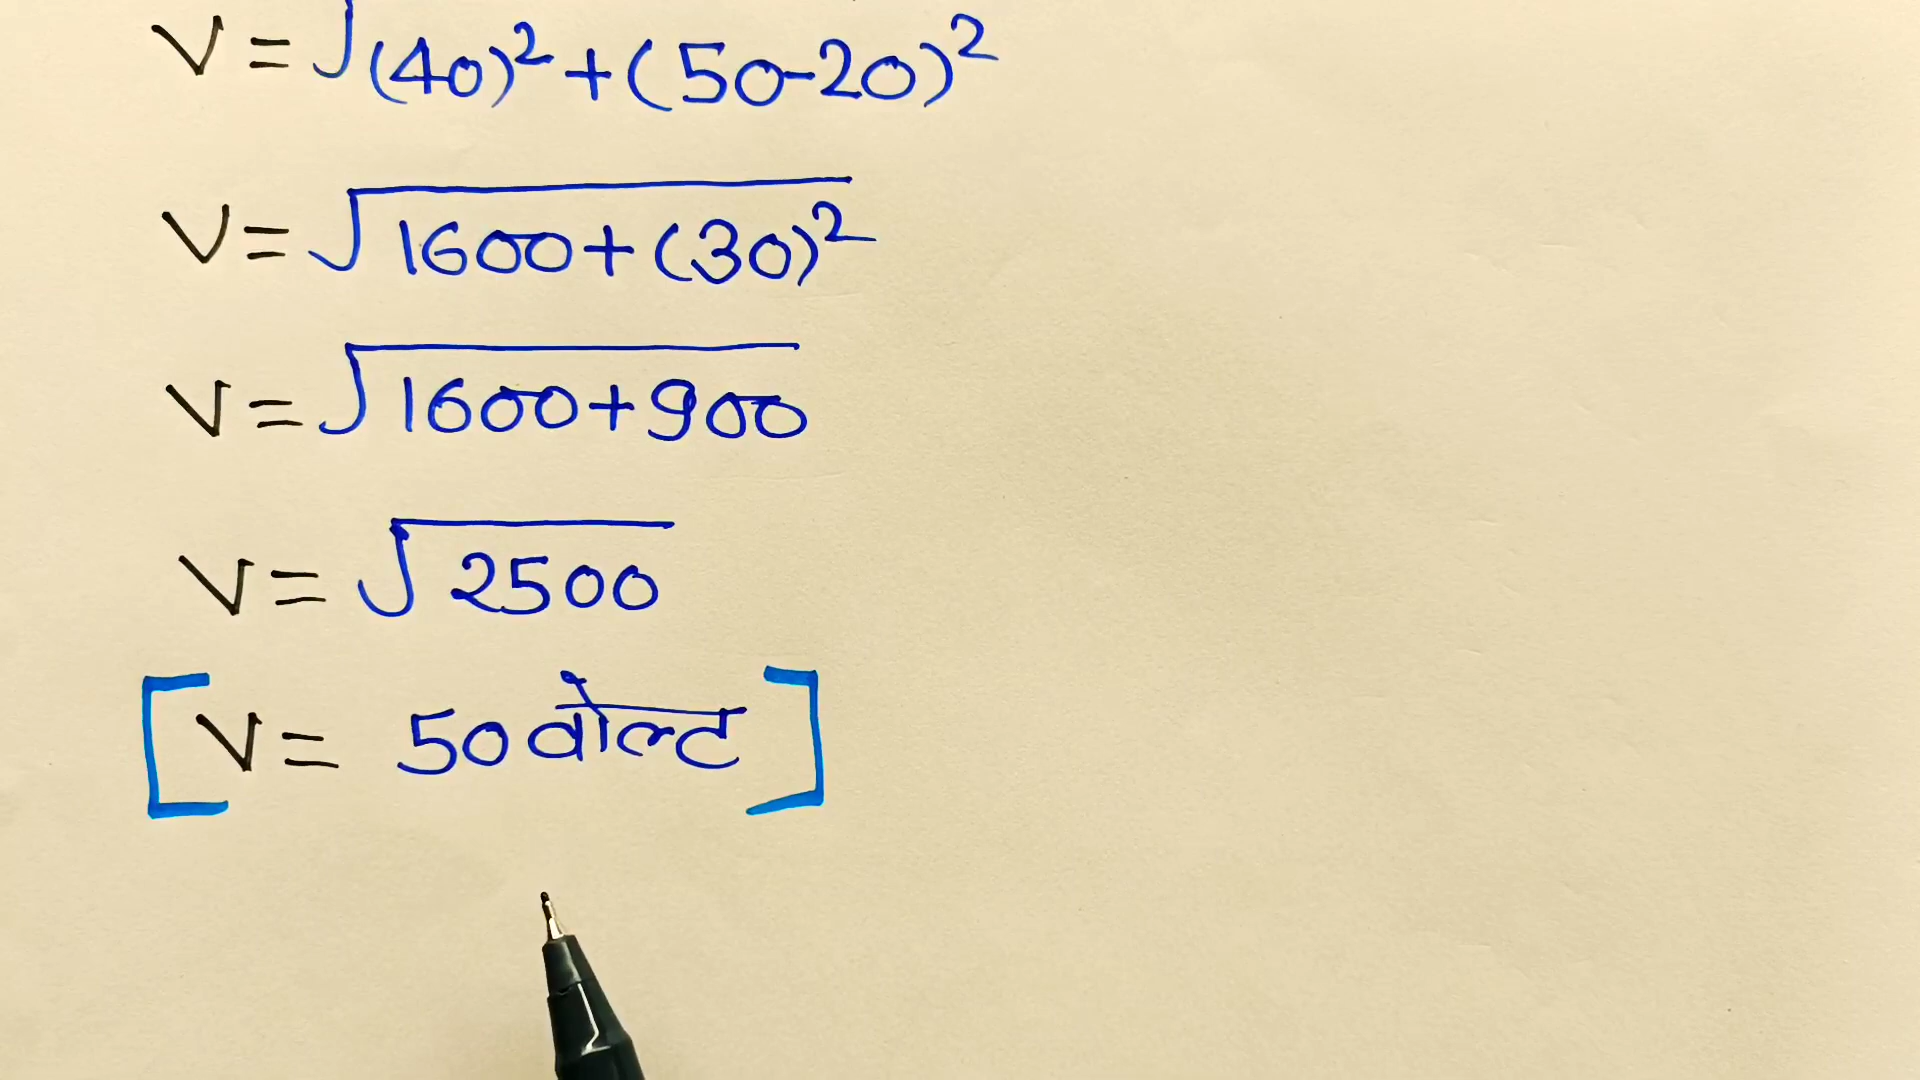 V = √(40)² + (50-20)²
V = √1600 + (30)²
V = √1600 + 900
V = √2500
[V = 50 वोल्ट]